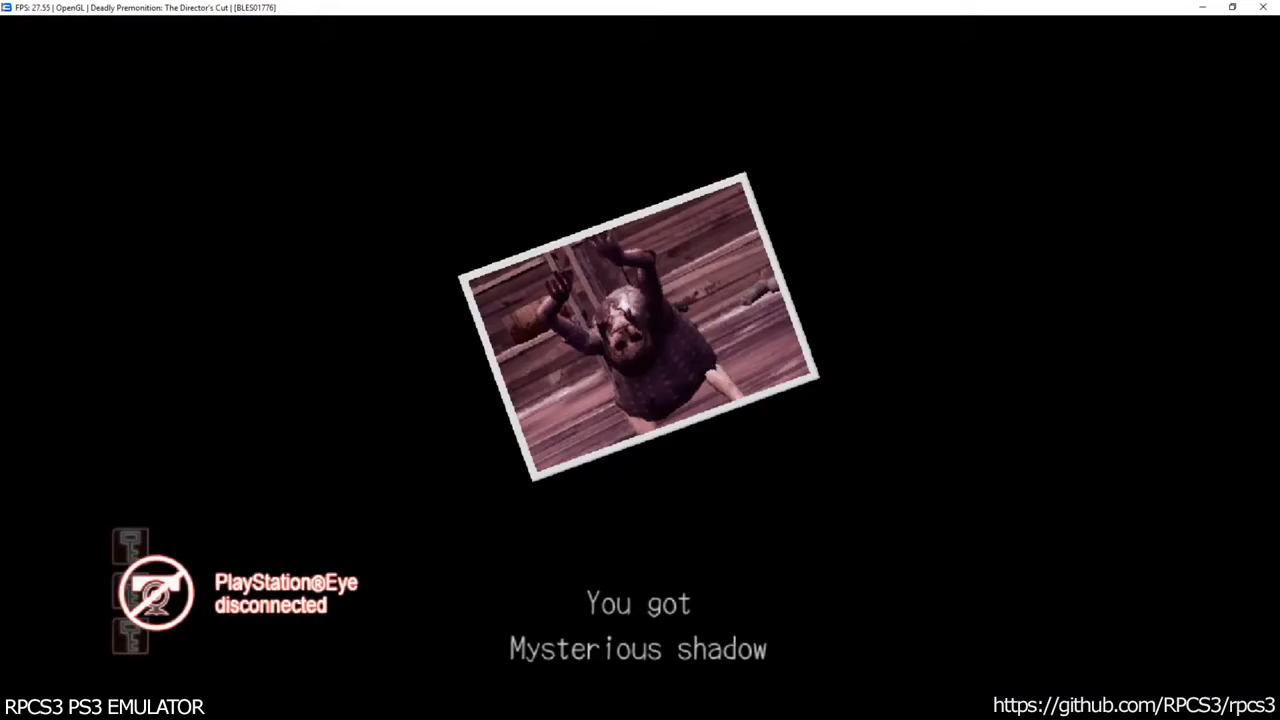 FPS: 27.55 | OpenGL | Deadly Premonition: The Director's Cut | [BLES01776]
PlayStation®Eye
disconnected
You got
Mysterious shadow
RPCS3 PS3 EMULATOR
https://github.com/RPCS3/rpcs3